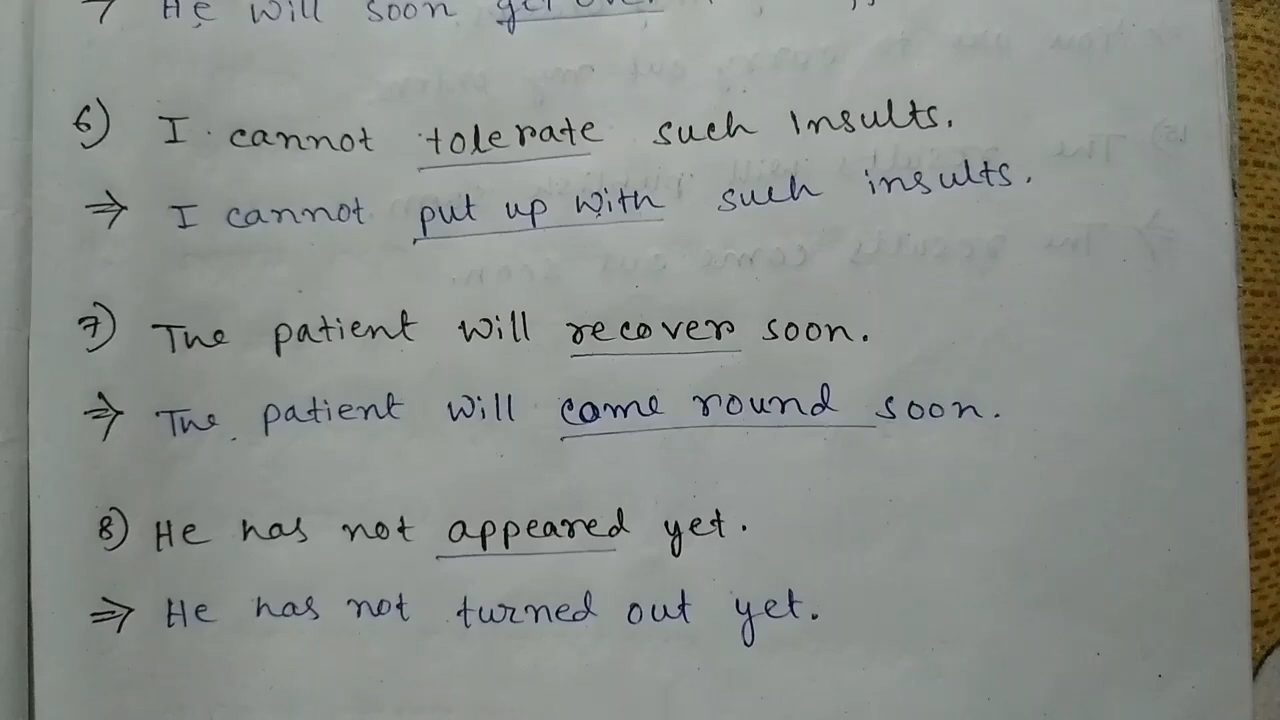 He will soon get over
6) I cannot tolerate such Insults.
⇒ I cannot put up with such insults.
7) The patient will recover soon.
⇒ The patient will come round soon.
8) He has not appeared yet.
⇒ He has not turned out yet.